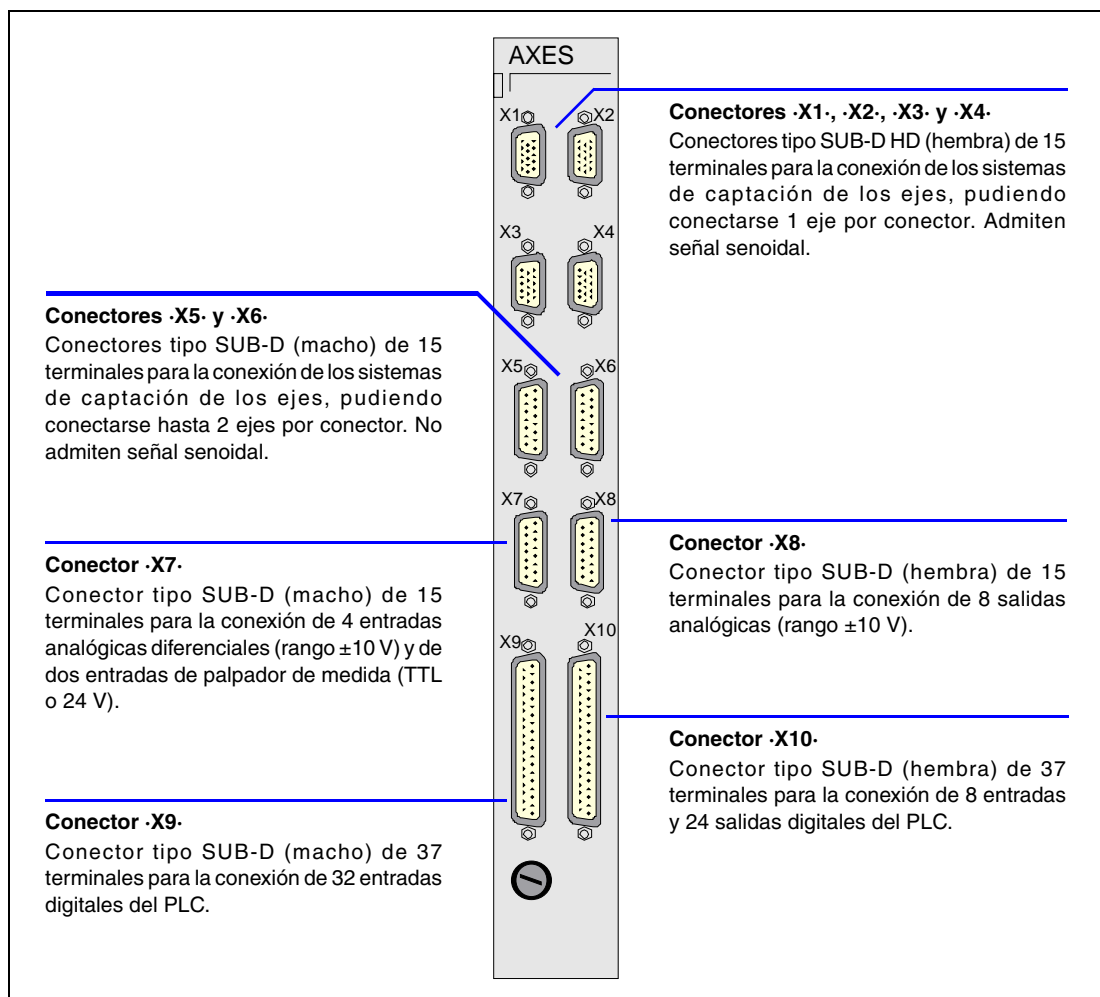 AXES
X1
X2
X3
X4
X5
X6
X7
X8
X9
X10
Conectores ·X1·, ·X2·, ·X3· y ·X4·
Conectores tipo SUB-D HD (hembra) de 15
terminales para la conexión de los sistemas
de captación de los ejes, pudiendo
conectarse 1 eje por conector. Admiten
señal senoidal.
Conectores ·X5· y ·X6·
Conectores tipo SUB-D (macho) de 15
terminales para la conexión de los sistemas
de captación de los ejes, pudiendo
conectarse hasta 2 ejes por conector. No
admiten señal senoidal.
Conector ·X7·
Conector tipo SUB-D (macho) de 15
terminales para la conexión de 4 entradas
analógicas diferenciales (rango ±10 V) y de
dos entradas de palpador de medida (TTL
o 24 V).
Conector ·X8·
Conector tipo SUB-D (hembra) de 15
terminales para la conexión de 8 salidas
analógicas (rango ±10 V).
Conector ·X9·
Conector tipo SUB-D (macho) de 37
terminales para la conexión de 32 entradas
digitales del PLC.
Conector ·X10·
Conector tipo SUB-D (hembra) de 37
terminales para la conexión de 8 entradas
y 24 salidas digitales del PLC.